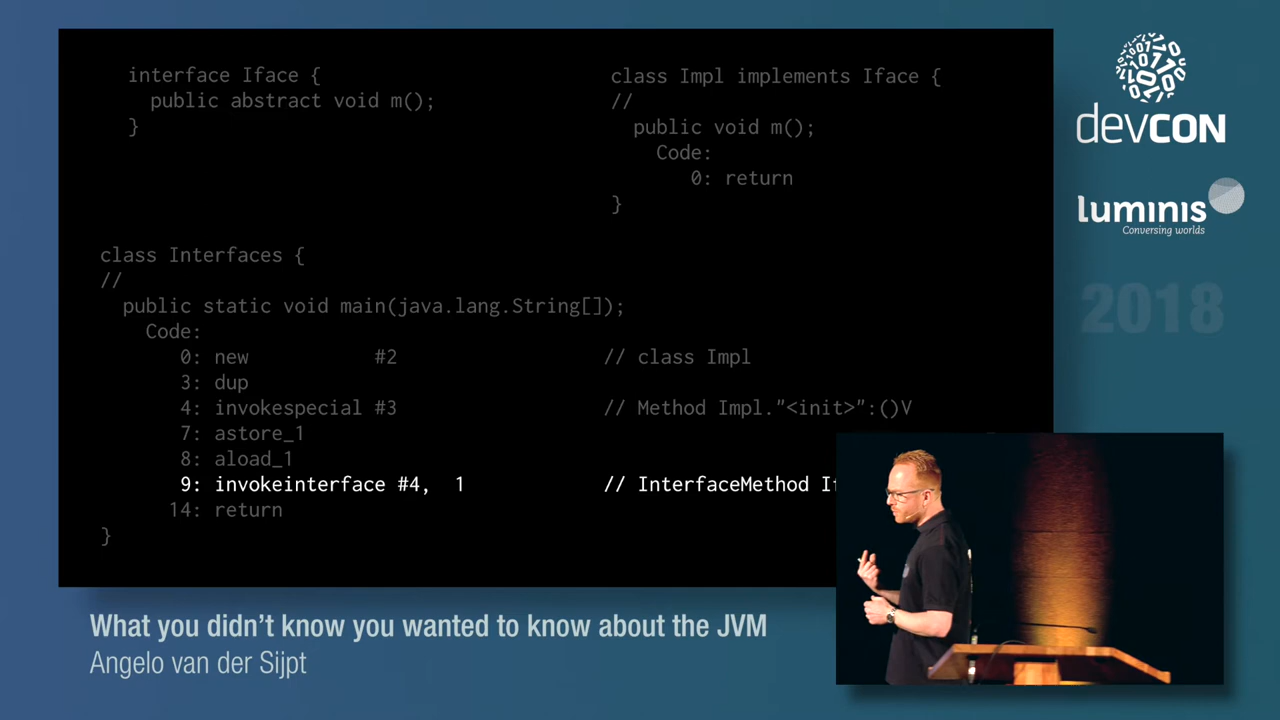 interface Iface {
public abstract void m();
}
class Impl implements Iface {
//
public void m();
Code:
0: return
}
class Interfaces {
//
public static void main(java.lang.String[]);
Code:
0: new #2 // class Impl
3: dup
4: invokespecial #3 // Method Impl."<init>":()V
7: astore_1
8: aload_1
9: invokeinterface #4, 1 // InterfaceMethod
14: return
}
devCON
luminis
Conversing worlds
2018
What you didn't know you wanted to know about the JVM
Angelo van der Sijpt